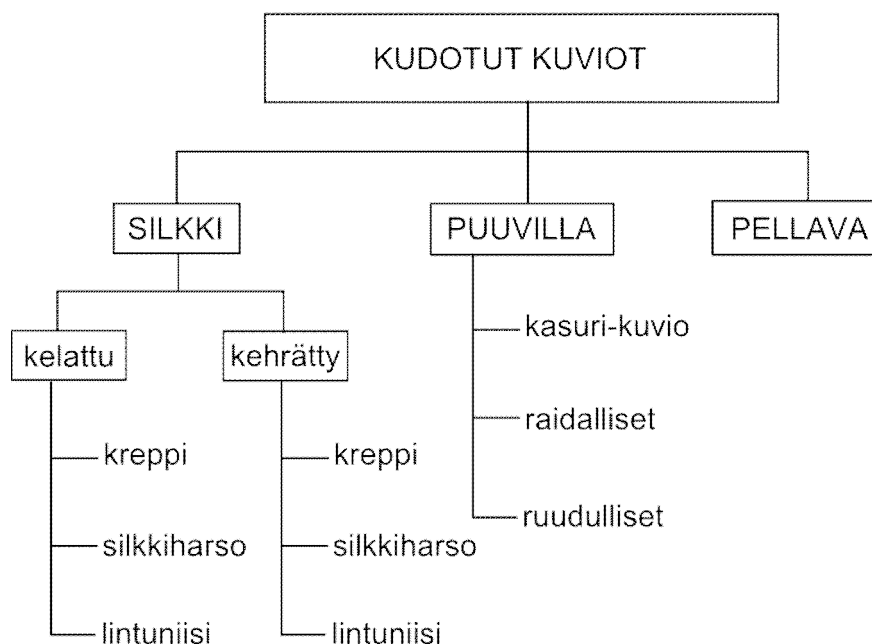 KUDOTUT KUVIOT
SILKKI
PUUVILLA
PELLAVA
kelattu
kehrätty
kasuri-kuvio
raidalliset
ruudulliset
kreppi
silkkiharso
lintuniisi
kreppi
silkkiharso
lintuniisi